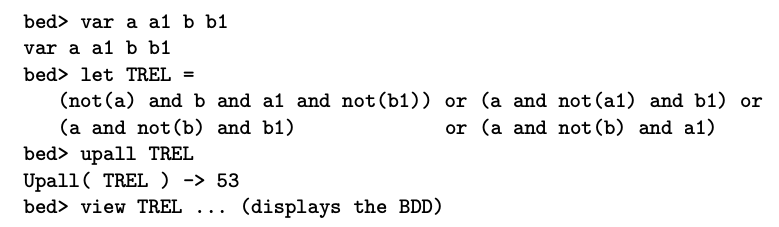 bed> var a a1 b b1
var a a1 b b1
bed> let TREL =
(not(a) and b and a1 and not(b1)) or (a and not(a1) and b1) or
(a and not(b) and b1) or (a and not(b) and a1)
bed> upall TREL
Upall( TREL ) -> 53
bed> view TREL ... (displays the BDD)